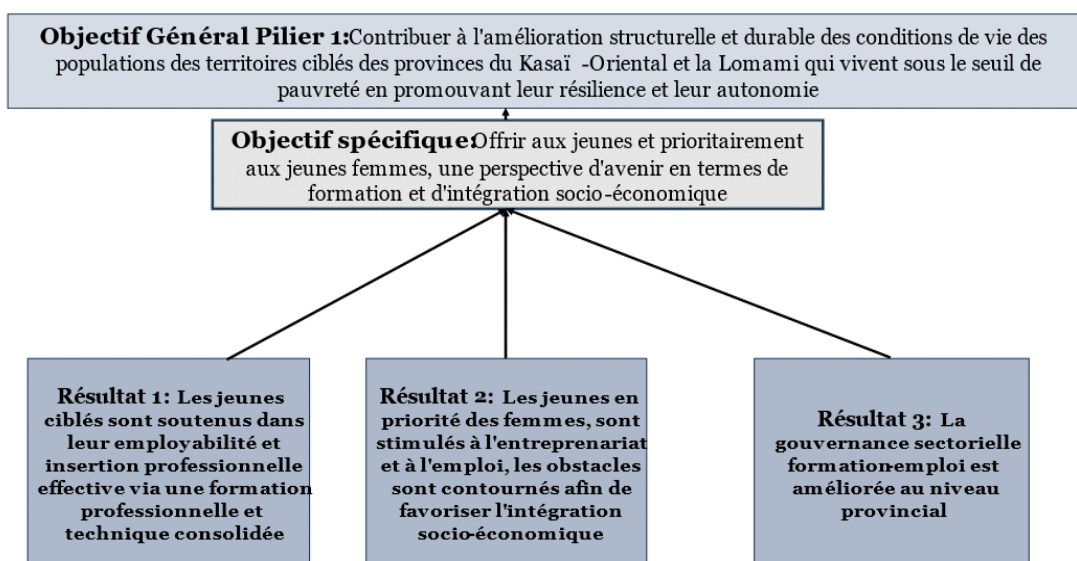 Objectif Général Pilier 1:Contribuer à l'amélioration structurelle et durable des conditions de vie des
populations des territoires ciblés des provinces du Kasaï -Oriental et la Lomami qui vivent sous le seuil de
pauvreté en promouvant leur résilience et leur autonomie
Objectif spécifique:Offrir aux jeunes et prioritairement
aux jeunes femmes, une perspective d'avenir en termes de
formation et d'intégration socio-économique
Résultat 1: Les jeunes
ciblés sont soutenus dans
leur employabilité et
insertion professionnelle
effective via une formation
professionnelle et
technique consolidée
Résultat 2: Les jeunes en
priorité des femmes, sont
stimulés à l'entreprenariat
et à l'emploi, les obstacles
sont contournés afin de
favoriser l'intégration
socio-économique
Résultat 3: La
gouvernance sectorielle
formation-emploi est
améliorée au niveau
provincial